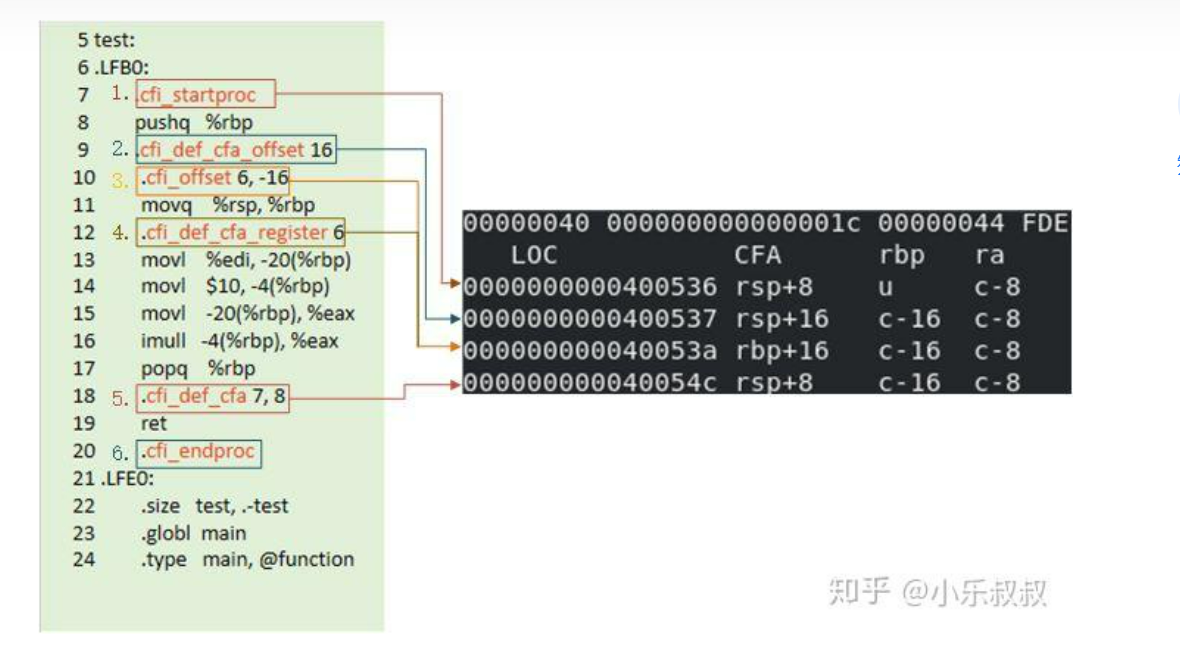 5 test:
6 .LFB0:
7 1. .cfi_startproc
8 pushq %rbp
9 2. .cfi_def_cfa_offset 16
10 3. .cfi_offset 6, -16
11 movq %rsp, %rbp
12 4. .cfi_def_cfa_register 6
13 movl %edi, -20(%rbp)
14 movl $10, -4(%rbp)
15 movl -20(%rbp), %eax
16 imull -4(%rbp), %eax
17 popq %rbp
18 5. .cfi_def_cfa 7, 8
19 ret
20 6. .cfi_endproc
21 .LFE0:
22 .size test, .-test
23 .globl main
24 .type main, @function
00000040 000000000000001c 00000044 FDE
LOC CFA rbp ra
0000000000400536 rsp+8 u c-8
0000000000400537 rsp+16 c-16 c-8
000000000040053a rbp+16 c-16 c-8
000000000040054c rsp+8 c-16 c-8
知乎 @小乐叔叔